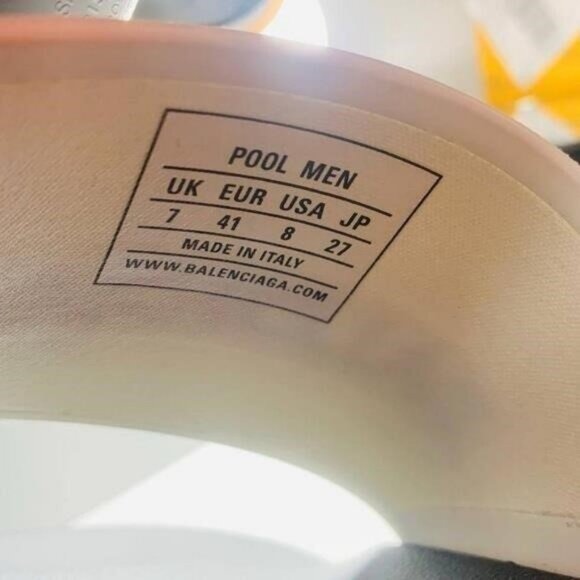 POOL MEN
UK EUR USA JP
7 41 8 27
MADE IN ITALY
WWW.BALENCIAGA.COM